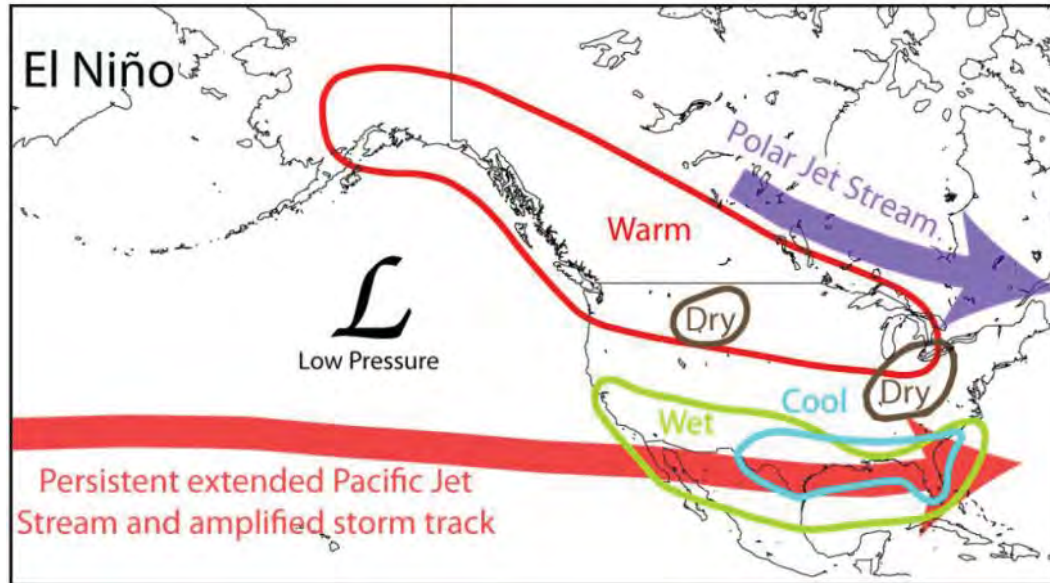 El Niño
Polar Jet Stream.
Warm
L
Low Pressure
Dry
Dry
Cool
Wet
Persistent extended Pacific Jet
Stream and amplified storm track